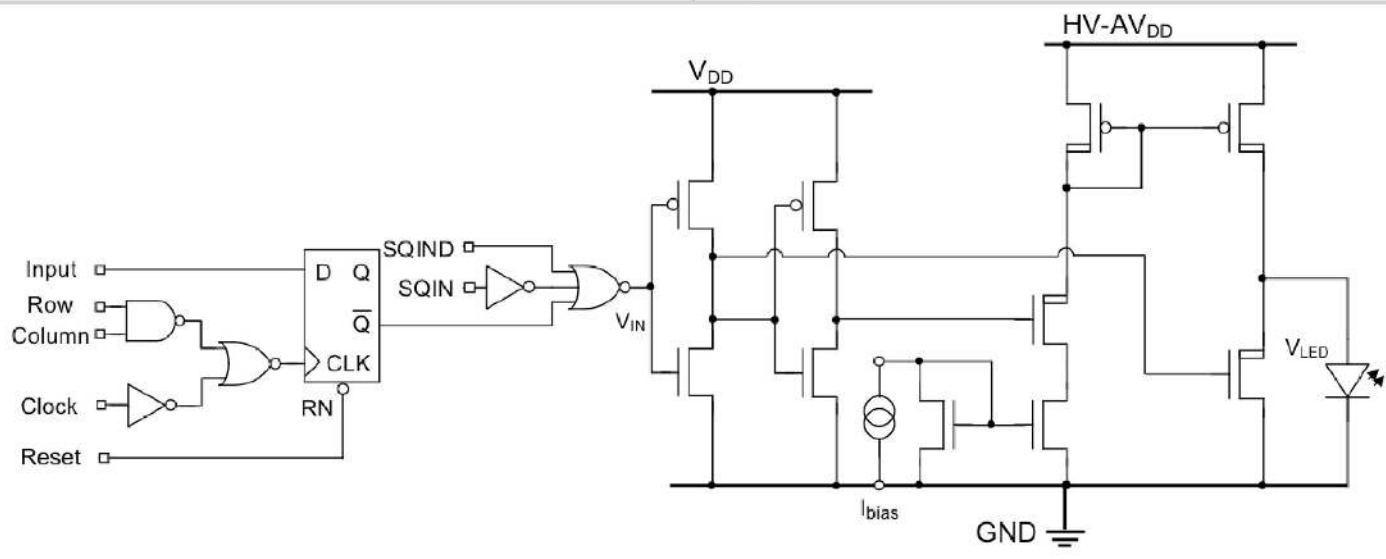 HV-AVDD
VDD
SQIND
SQIN
Input
Row
Column
Clock
Reset
D Q
Q̅
CLK
RN
VIN
VLED
Ibias
GND